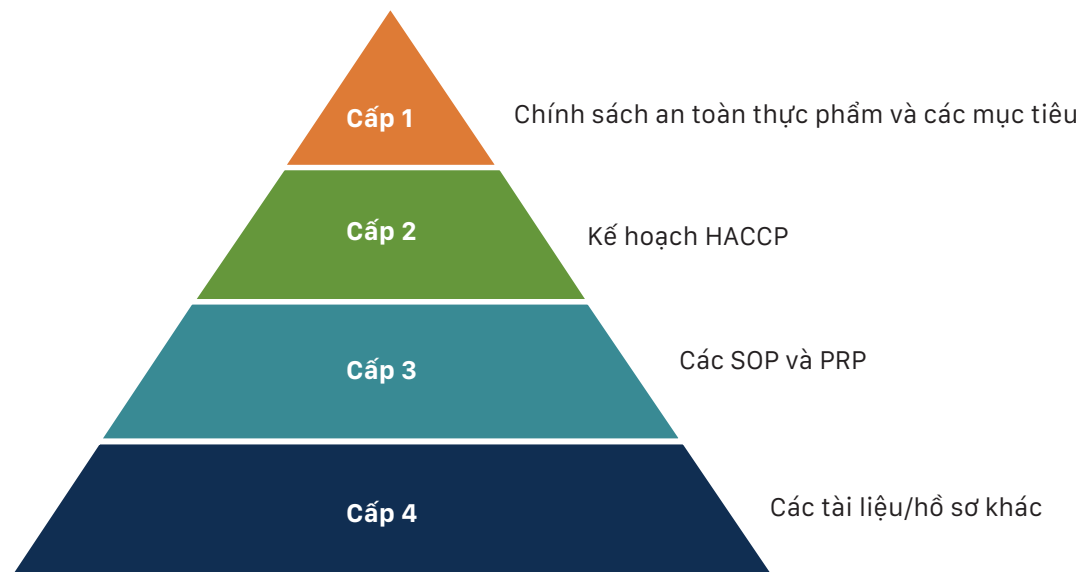 Cấp 1
Chính sách an toàn thực phẩm và các mục tiêu
Cấp 2
Kế hoạch HACCP
Cấp 3
Các SOP và PRP
Cấp 4
Các tài liệu/hồ sơ khác